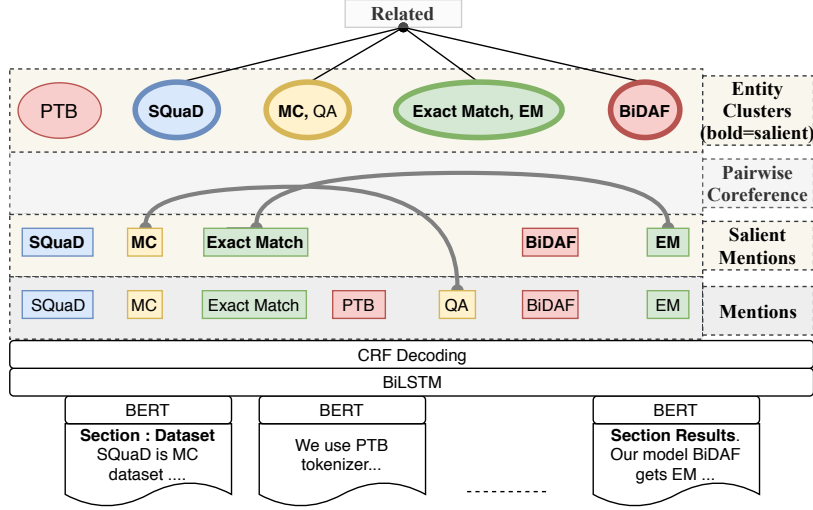 Related
PTB
SQuaD
MC, QA
Exact Match, EM
BiDAF
Entity
Clusters
(bold=salient)
Pairwise
Coreference
SQuaD
MC
Exact Match
BiDAF
EM
Salient
Mentions
SQuaD
MC
Exact Match
PTB
QA
BiDAF
EM
Mentions
CRF Decoding
BiLSTM
BERT
BERT
BERT
Section : Dataset
SQuaD is MC
dataset ....
We use PTB
tokenizer...
Section Results.
Our model BiDAF
gets EM ...